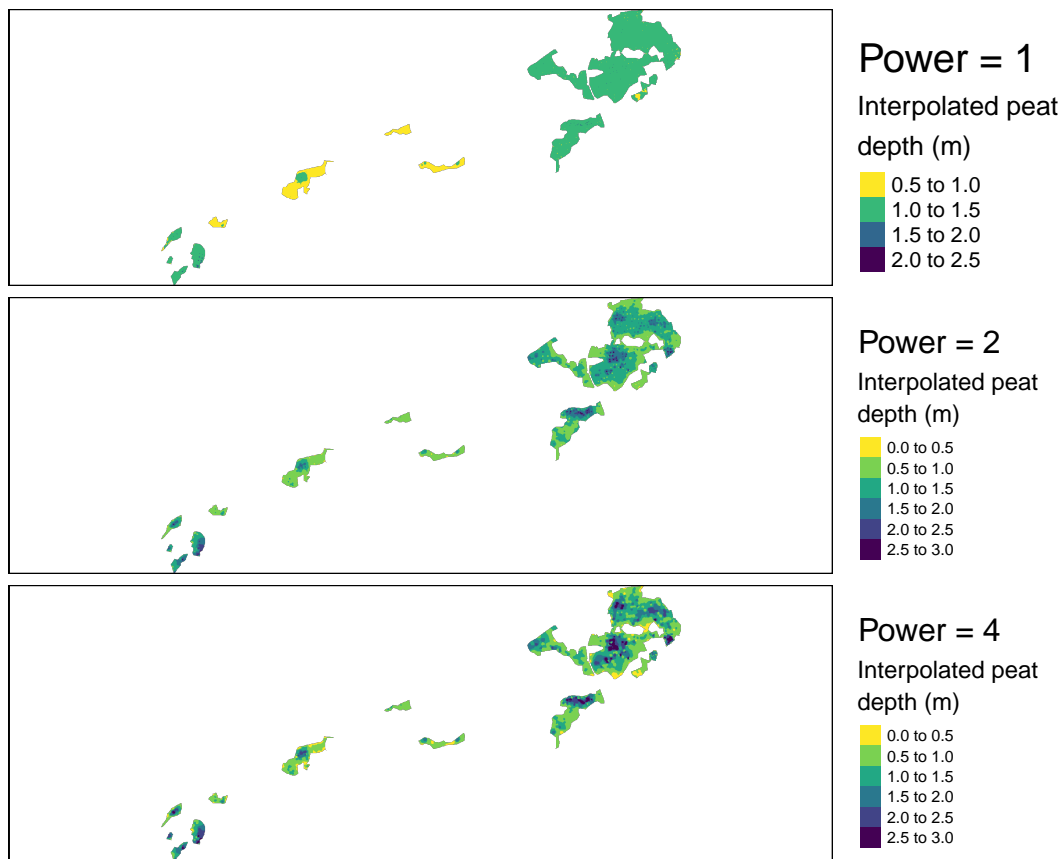 Power = 1
Interpolated peat
depth (m)
0.5 to 1.0
1.0 to 1.5
1.5 to 2.0
2.0 to 2.5
Power = 2
Interpolated peat
depth (m)
0.0 to 0.5
0.5 to 1.0
1.0 to 1.5
1.5 to 2.0
2.0 to 2.5
2.5 to 3.0
Power = 4
Interpolated peat
depth (m)
0.0 to 0.5
0.5 to 1.0
1.0 to 1.5
1.5 to 2.0
2.0 to 2.5
2.5 to 3.0